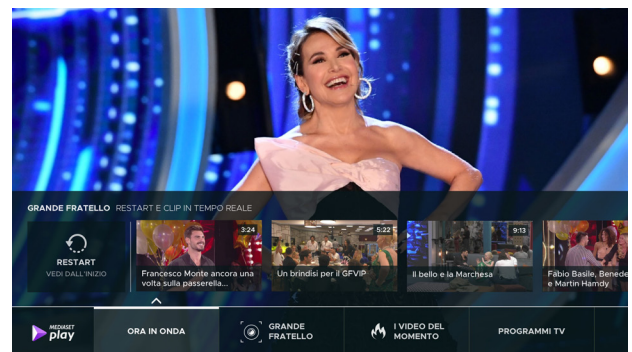 GRANDE FRATELLO RESTART E CLIP IN TEMPO REALE
RESTART
VEDI DALL'INIZIO
3:24
Francesco Monte ancora una
volta sulla passerella...
5:22
Un brindisi per il GFVIP
9:13
Il bello e la Marchesa
Fabio Basile, Benede
e Martin Hamdy
MEDIASET
play
ORA IN ONDA
GRANDE
FRATELLO
I VIDEO DEL
MOMENTO
PROGRAMMI TV